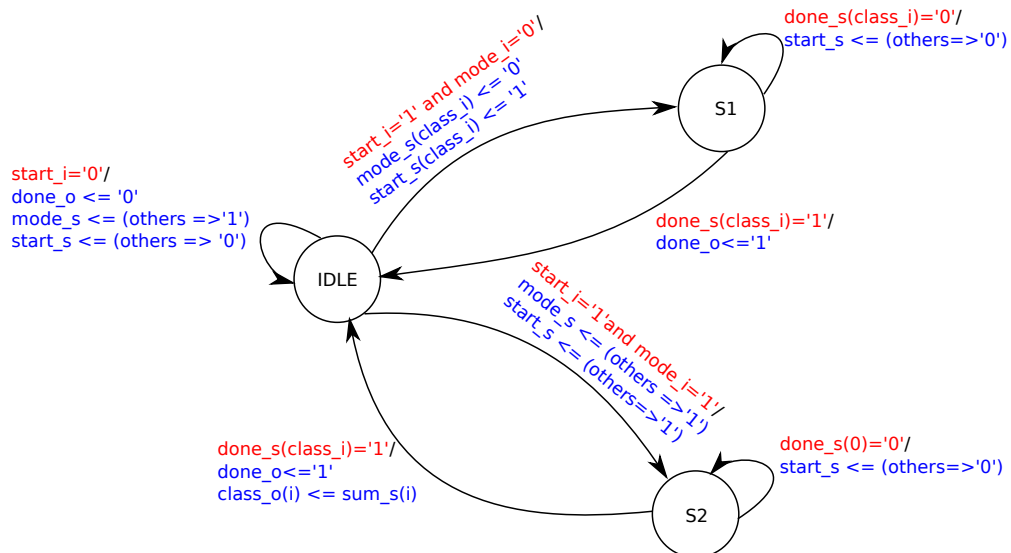 done_s(class_i)='0'/
start_s <= (others=>'0')
S1
start_i='1' and mode_i='0'/
mode_s(class_i) <= '0'
start_s(class_i) <= '1'
start_i='0'/
done_o <= '0'
mode_s <= (others =>'1')
start_s <= (others => '0')
done_s(class_i)='1'/
done_o<='1'
IDLE
start_i='1'and mode_i='1'/
mode_s <= (others =>'1')
start_s <= (others=>'1')
done_s(class_i)='1'/
done_o<='1'
class_o(i) <= sum_s(i)
done_s(0)='0'/
start_s <= (others=>'0')
S2